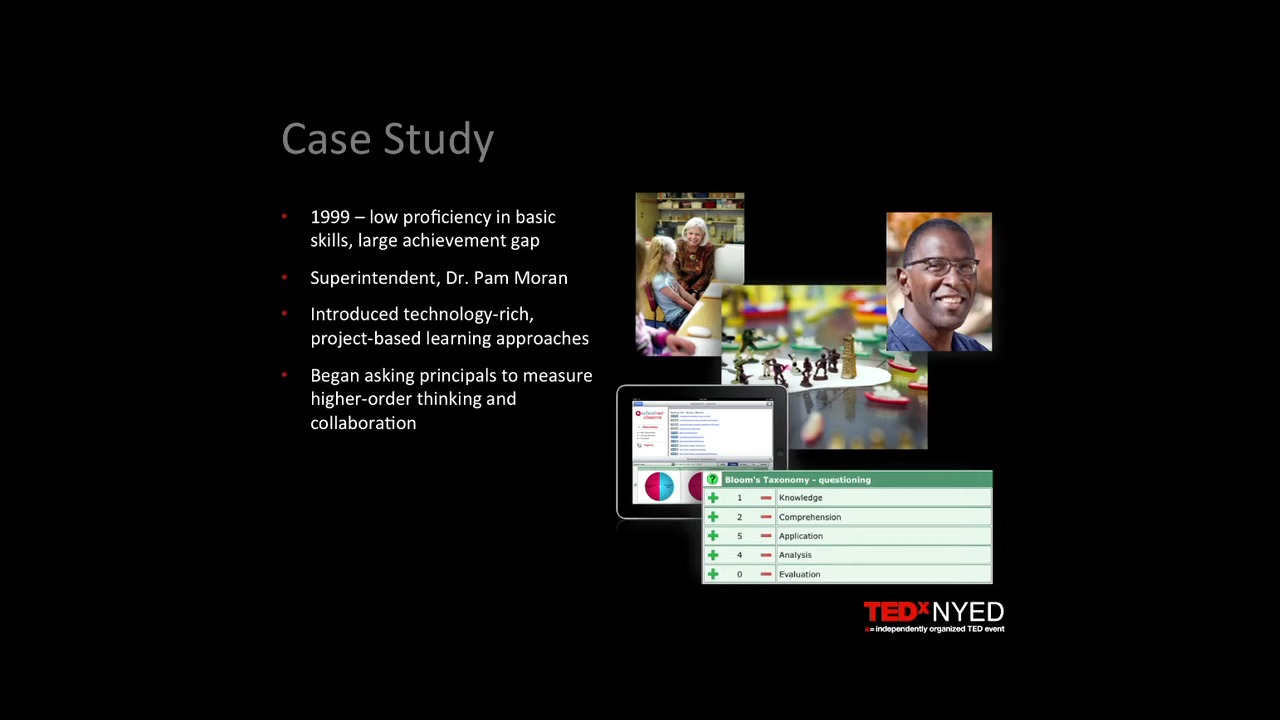 Case Study
• 1999 – low proficiency in basic
skills, large achievement gap
• Superintendent, Dr. Pam Moran
• Introduced technology-rich,
project-based learning approaches
• Began asking principals to measure
higher-order thinking and
collaboration
Bloom's Taxonomy - questioning
1 Knowledge
2 Comprehension
5 Application
4 Analysis
0 Evaluation
TEDxNYED
x = independently organized TED event